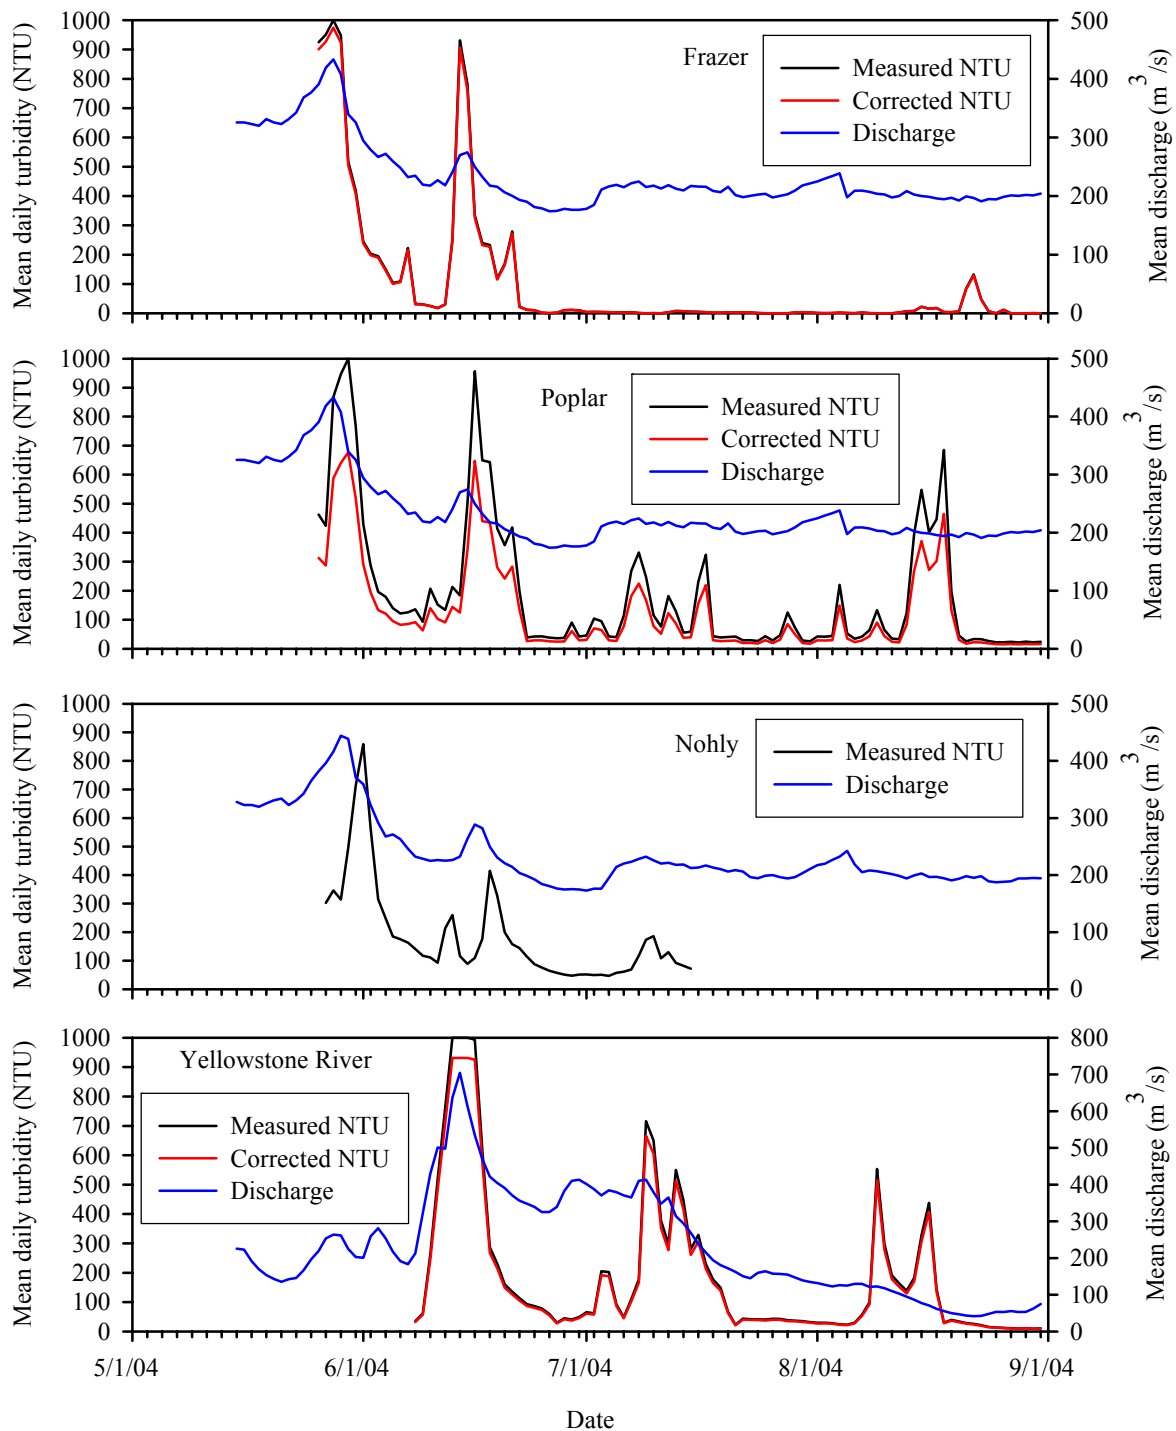 Mean daily turbidity (NTU)
1000
900
800
700
600
500
400
300
200
100
0
Frazer
Measured NTU
Corrected NTU
Discharge
500
400
300
200
100
0
Mean discharge (m3/s)
Mean daily turbidity (NTU)
1000
900
800
700
600
500
400
300
200
100
0
Poplar
Measured NTU
Corrected NTU
Discharge
500
400
300
200
100
0
Mean discharge (m3/s)
Mean daily turbidity (NTU)
1000
900
800
700
600
500
400
300
200
100
0
Nohly
Measured NTU
Discharge
500
400
300
200
100
0
Mean discharge (m3/s)
Mean daily turbidity (NTU)
1000
900
800
700
600
500
400
300
200
100
0
Yellowstone River
Measured NTU
Corrected NTU
Discharge
800
700
600
500
400
300
200
100
0
Mean discharge (m3/s)
5/1/04 6/1/04 7/1/04 8/1/04 9/1/04
Date